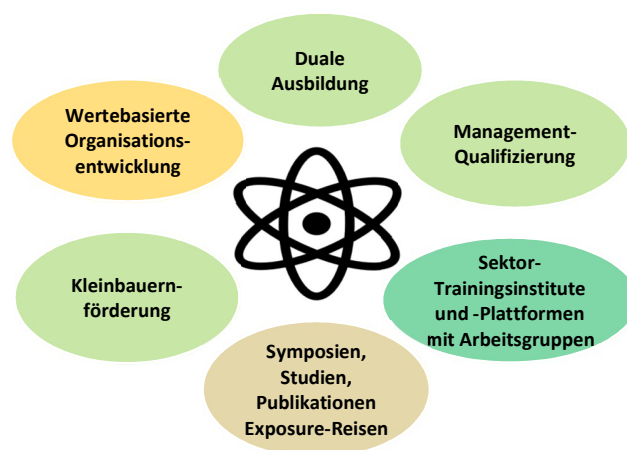 Duale
Ausbildung
Wertebasierte
Organisations-
entwicklung
Management-
Qualifizierung
Kleinbauern-
förderung
Sektor-
Trainingsinstitute
und -Plattformen
mit Arbeitsgruppen
Symposien,
Studien,
Publikationen
Exposure-Reisen